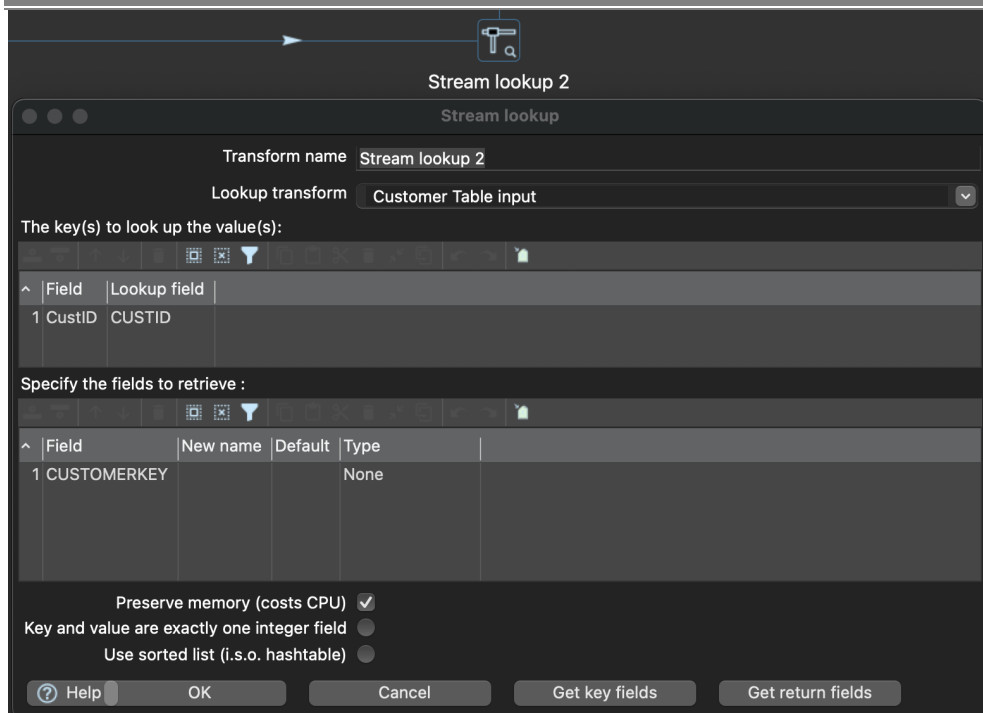 Stream lookup 2
Stream lookup
Transform name Stream lookup 2
Lookup transform Customer Table input
The key(s) to look up the value(s):
^ Field Lookup field
1 CustID CUSTID
Specify the fields to retrieve :
^ Field New name Default Type
1 CUSTOMERKEY None
Preserve memory (costs CPU)
Key and value are exactly one integer field
Use sorted list (i.s.o. hashtable)
? Help OK Cancel Get key fields Get return fields